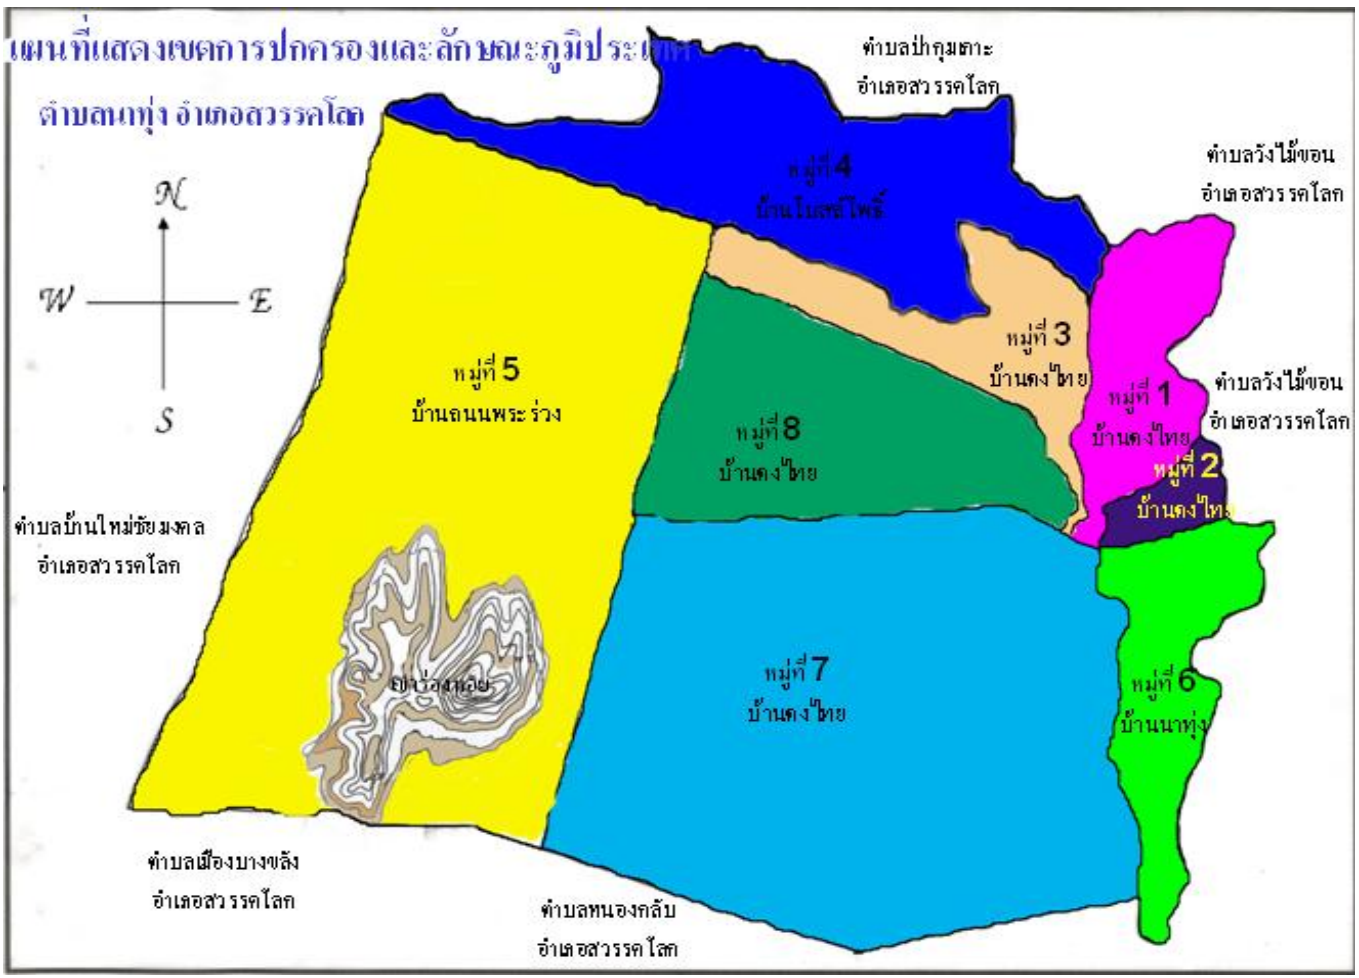 แผนที่แสดงเขตการปกครองและลักษณะภูมิประเทศ
ตำบลนาทุ่ง อำเภอสวรรคโลก
ตำบลป่ากุมเกาะ
อำเภอสวรรคโลก
ตำบลวังไม้ขอน
อำเภอสวรรคโลก
N
W
E
S
หมู่ที่ 4
บ้านโบสถ์โพธิ์
หมู่ที่ 3
บ้านคงไทย
หมู่ที่ 5
บ้านถนนพระร่วง
หมู่ที่ 1
บ้านคงไทย
ตำบลวังไม้ขอน
อำเภอสวรรคโลก
หมู่ที่ 8
บ้านคงไทย
หมู่ที่ 2
บ้านคงไทย
ตำบลบ้านใหม่ชัยมงคล
อำเภอสวรรคโลก
หมู่ที่ 7
บ้านคงไทย
หมู่ที่ 6
บ้านนาทุ่ง
ตำบลเมืองบางขลัง
อำเภอสวรรคโลก
ตำบลหนองกลับ
อำเภอสวรรคโลก